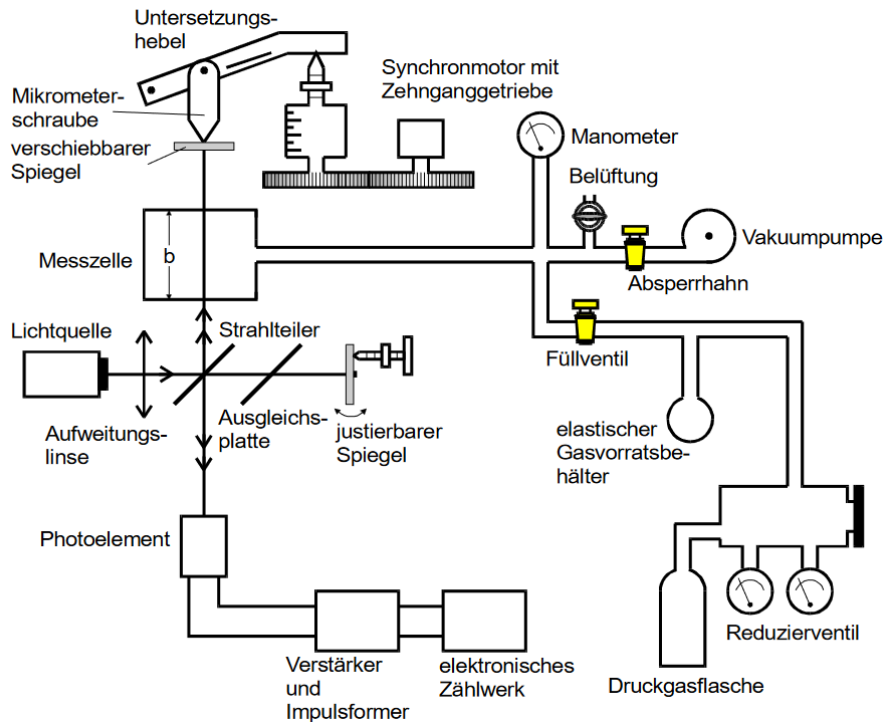 Untersetzungs-
hebel
Synchronmotor mit
Zehnganggetriebe
Mikrometer-
schraube
verschiebbarer
Spiegel
Manometer
Belüftung
Messzelle
b
Vakuumpumpe
Absperrhahn
Lichtquelle
Strahlteiler
Füllventil
Aufweitungs-
linse
Ausgleichs-
platte
justierbarer
Spiegel
elastischer
Gasvorratsbe-
hälter
Photoelement
Verstärker
und
Impulsformer
elektronisches
Zählwerk
Reduzierventil
Druckgasflasche